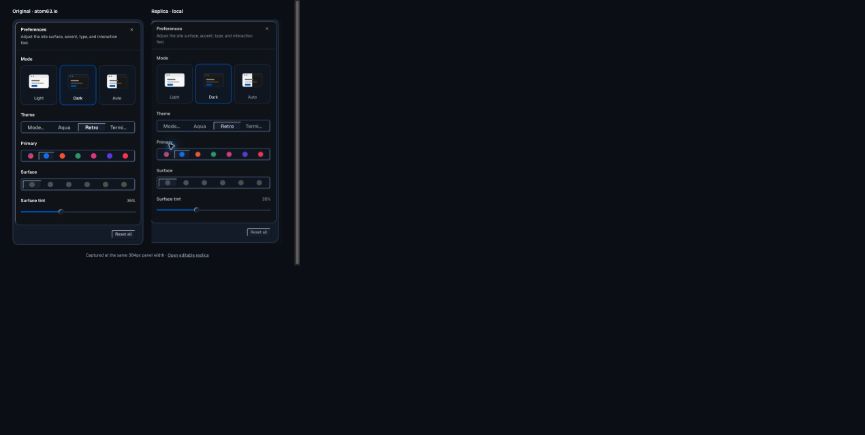 Original · atom63.io
Preferences
×
Adjust the site surface, accent, type, and interaction
feel.
Mode
Light
Dark
Auto
Theme
Mode...
Aqua
Retro
Termi...
Primary
Surface
Surface tint
36%
Reset all
Replica · local
Preferences
×
Adjust the site surface, accent, type, and interaction
feel.
Mode
Light
Dark
Auto
Theme
Mode...
Aqua
Retro
Termi...
Primary
Surface
Surface tint
36%
Reset all
Captured at the same 304px panel width · Open editable replica